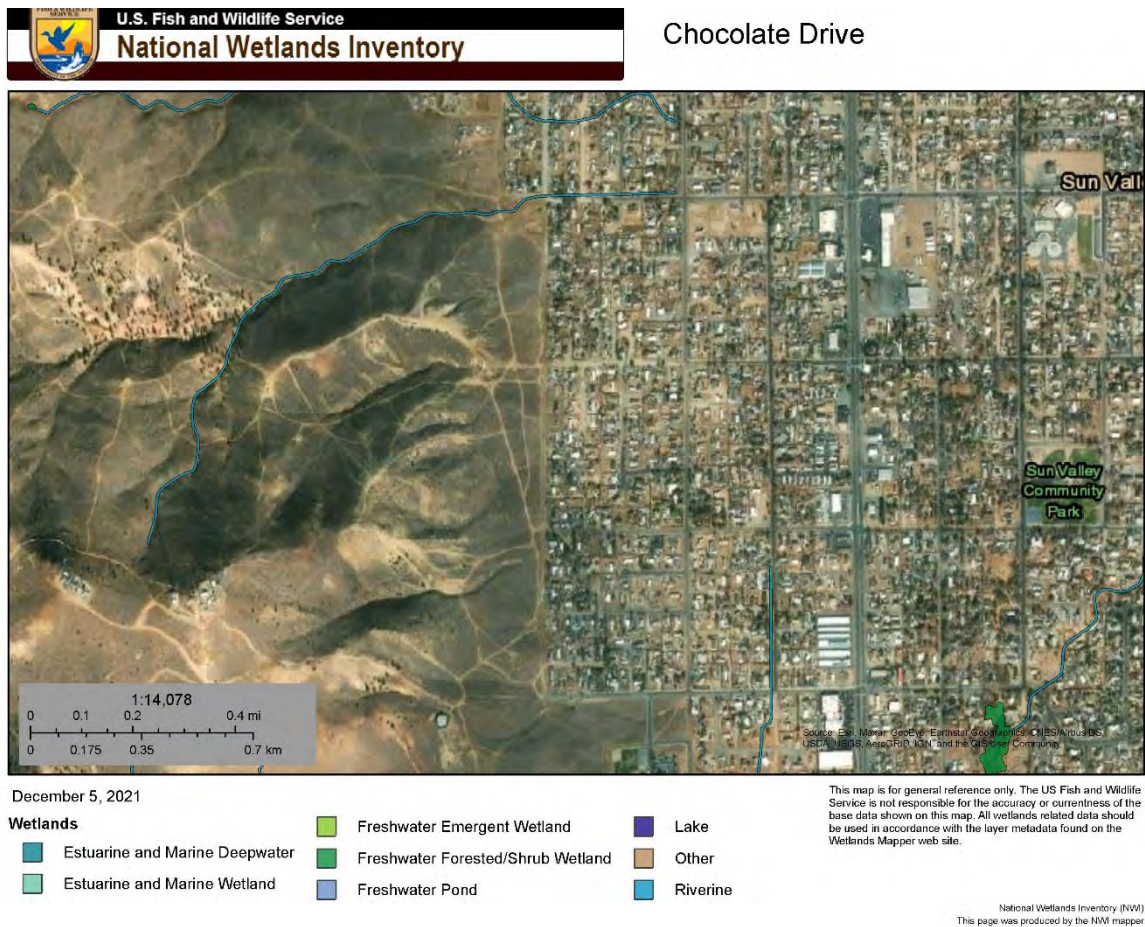 FISH & WILDLIFE
SERVICE
U.S. Fish and Wildlife Service
National Wetlands Inventory
Chocolate Drive
Sun Vall
Sun Valley
Community
Park
1:14,078
0 0.1 0.2 0.4 mi
0 0.175 0.35 0.7 km
Source: Esri, Maxar, GeoEye, Earthstar Geographics, CNES/Airbus DS,
USDA, USGS, AeroGRID, IGN, and the GIS User Community
December 5, 2021
This map is for general reference only. The US Fish and Wildlife
Service is not responsible for the accuracy or currentness of the
base data shown on this map. All wetlands related data should
be used in accordance with the layer metadata found on the
Wetlands Mapper web site.
Wetlands
Estuarine and Marine Deepwater
Estuarine and Marine Wetland
Freshwater Emergent Wetland
Freshwater Forested/Shrub Wetland
Freshwater Pond
Lake
Other
Riverine
National Wetlands Inventory (NWI)
This page was produced by the NWI mapper